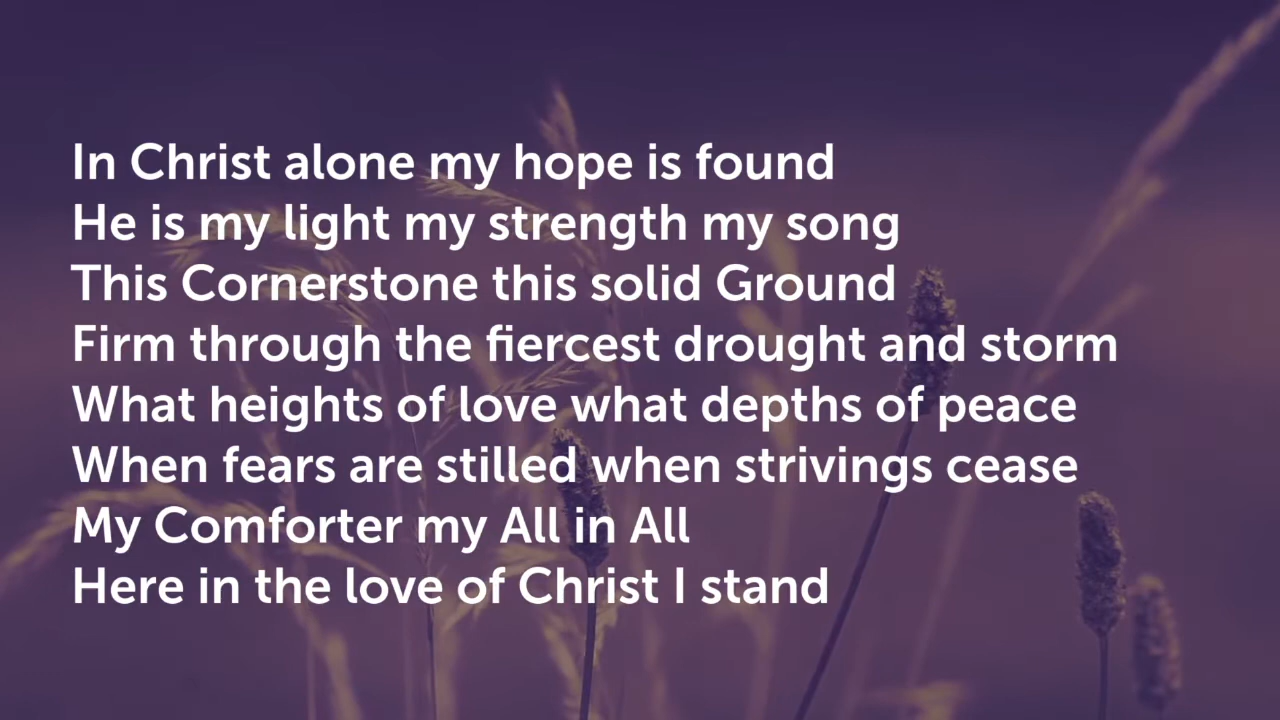 In Christ alone my hope is found
He is my light my strength my song
This Cornerstone this solid Ground
Firm through the fiercest drought and storm
What heights of love what depths of peace
When fears are stilled when strivings cease
My Comforter my All in All
Here in the love of Christ I stand